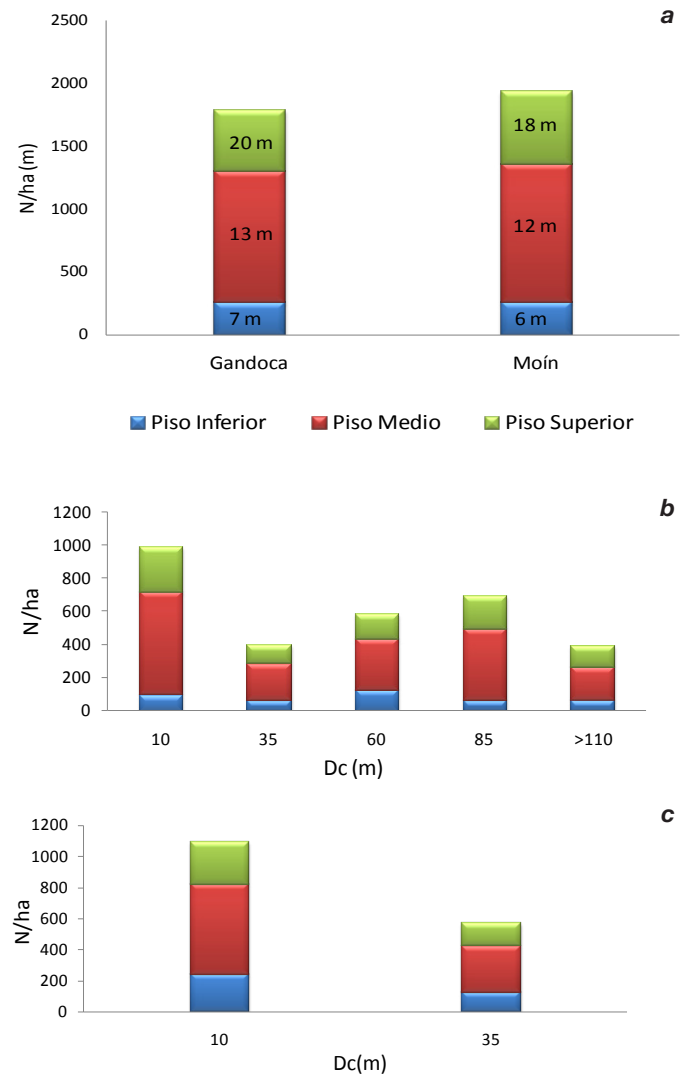 a
2500
2000
1500
1000
500
0
N/ha (m)
20 m
18 m
13 m
12 m
7 m
6 m
Gandoca
Moín
Piso Inferior
Piso Medio
Piso Superior
b
1200
1000
800
600
400
200
0
N/ha
10
35
60
85
>110
Dc (m)
c
1200
1000
800
600
400
200
0
N/ha
10
35
Dc(m)